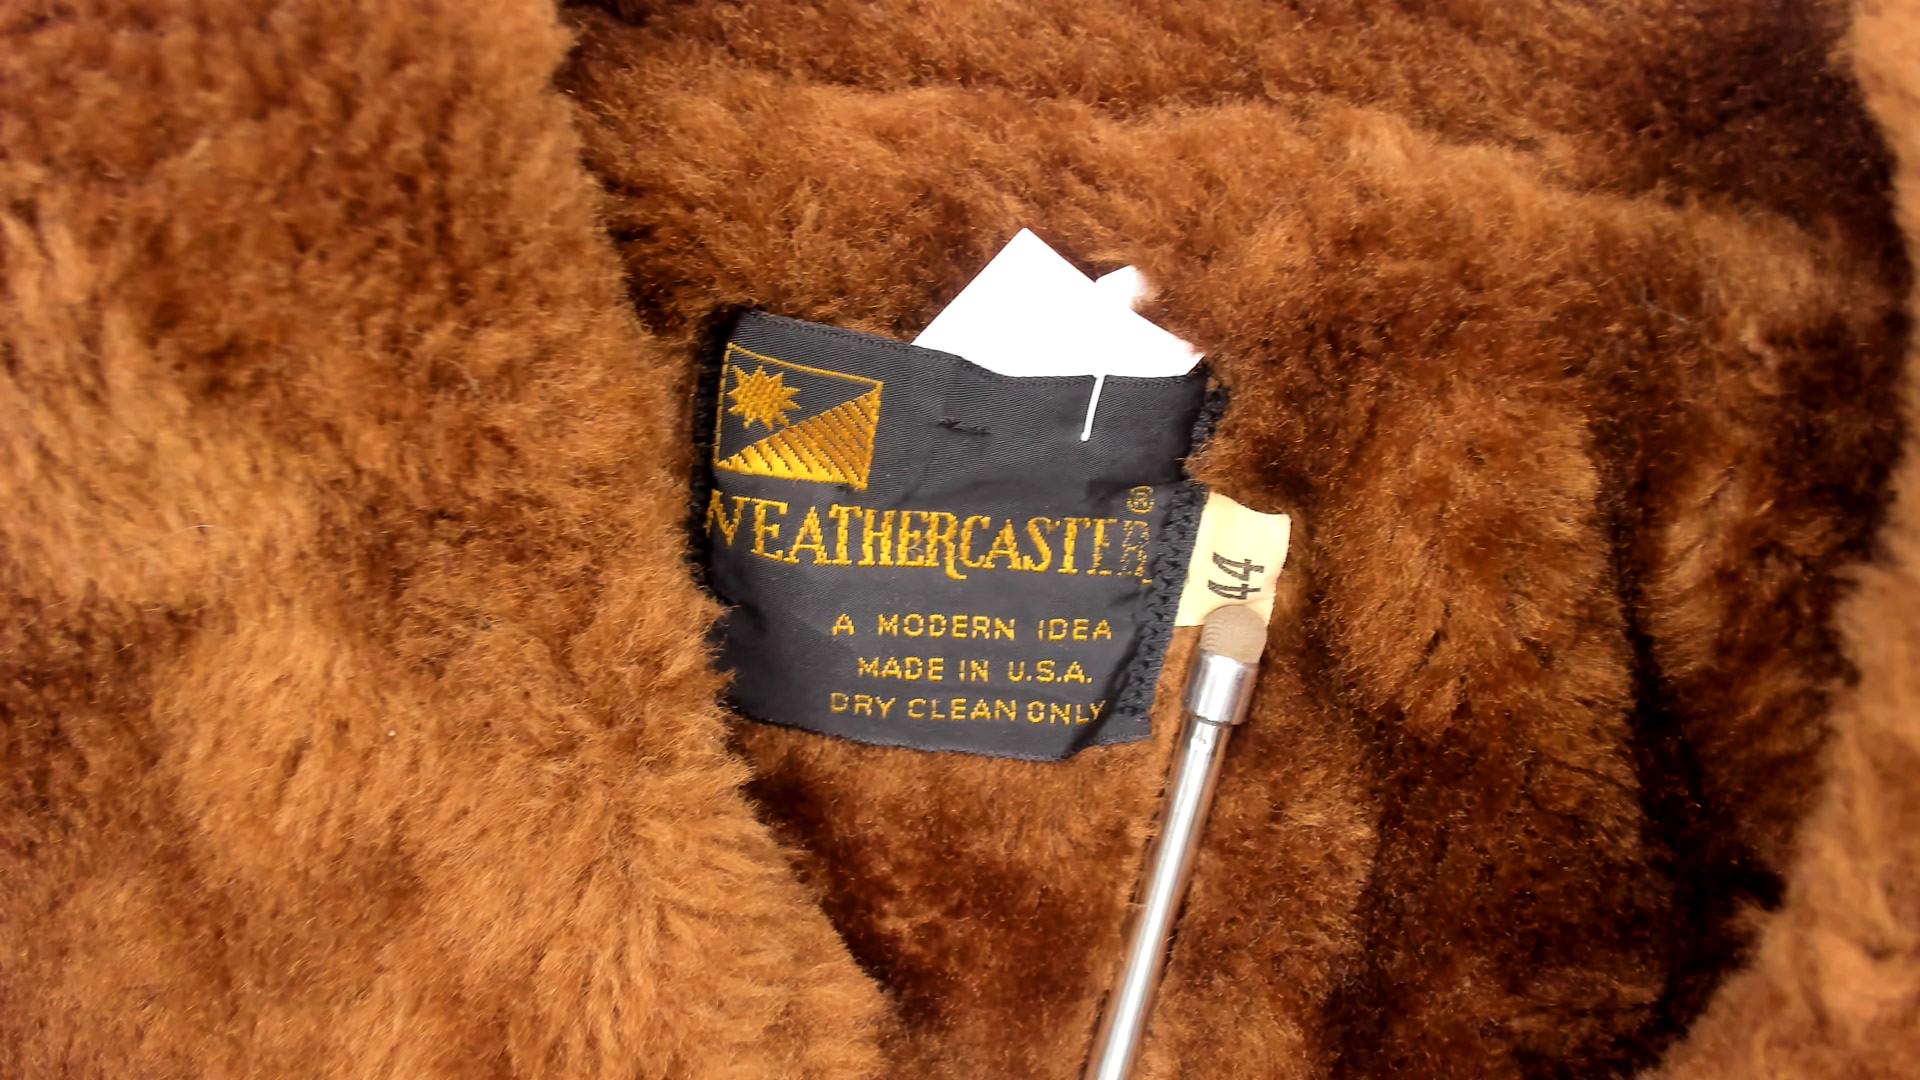 WEATHERCASTER®
44
A MODERN IDEA
MADE IN U.S.A.
DRY CLEAN ONLY